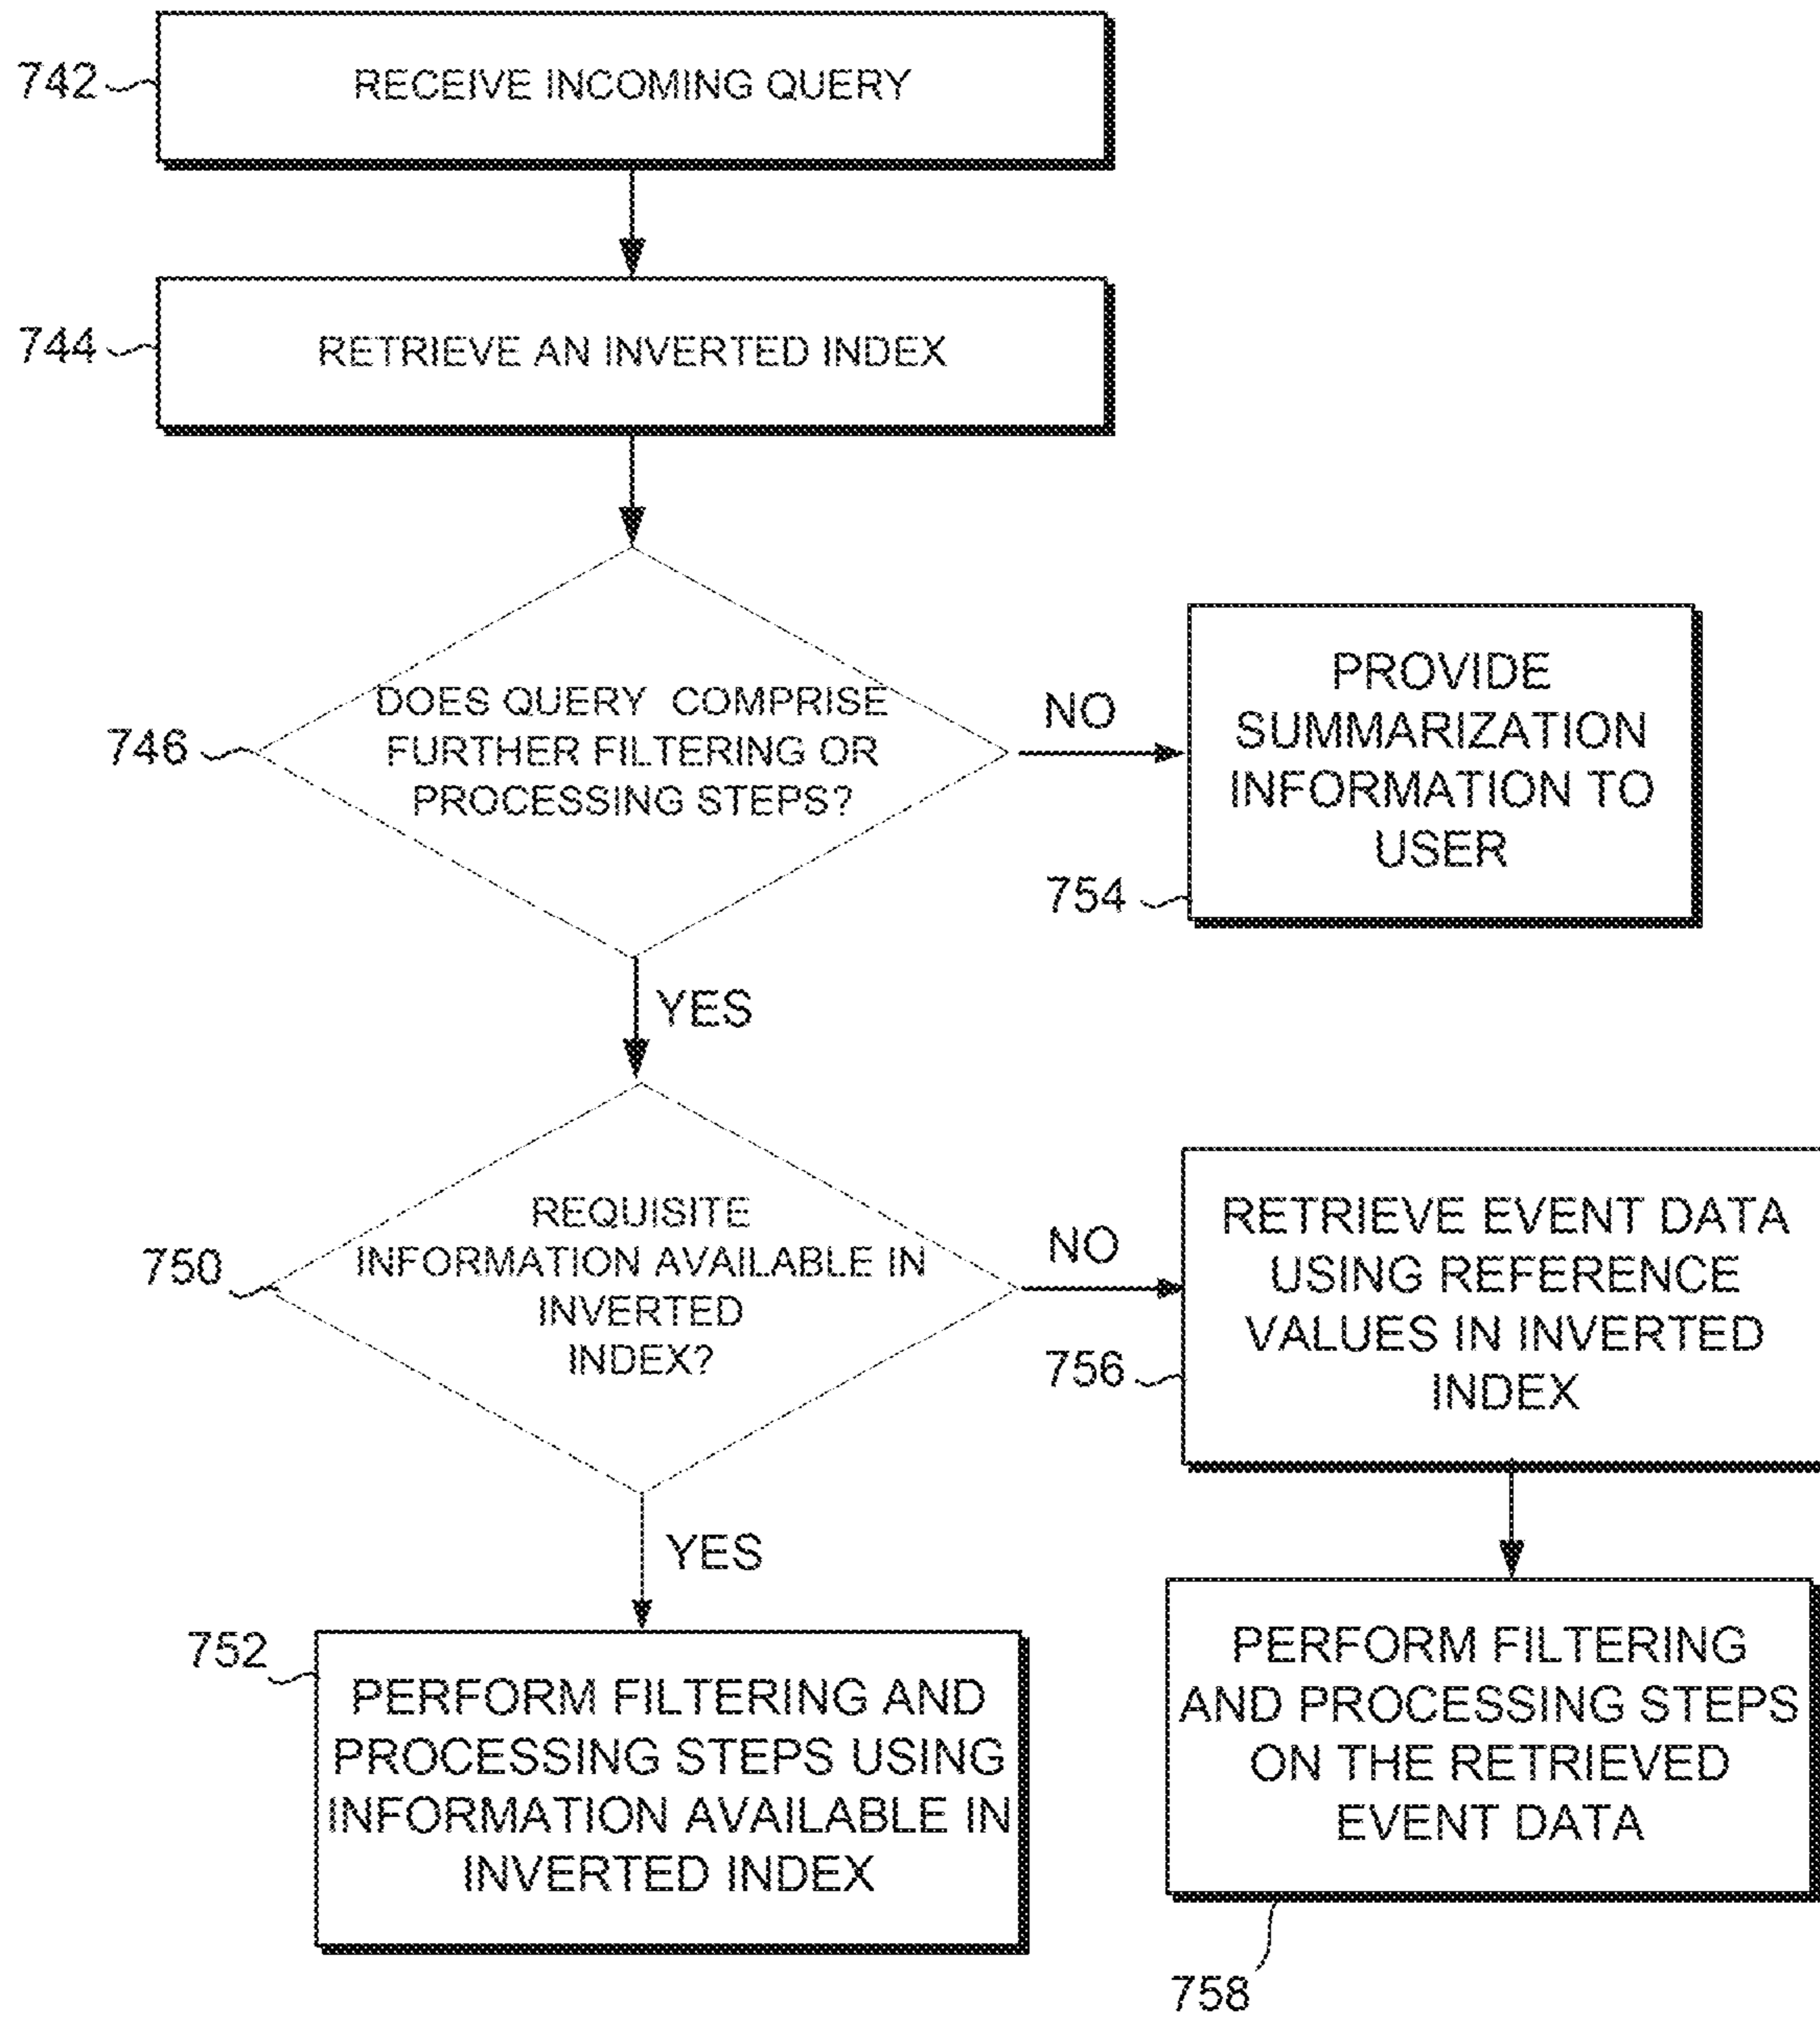 742
RECEIVE INCOMING QUERY
744
RETRIEVE AN INVERTED INDEX
746
DOES QUERY COMPRISE
FURTHER FILTERING OR
PROCESSING STEPS?
NO
PROVIDE
SUMMARIZATION
INFORMATION TO
USER
754
YES
750
REQUISITE
INFORMATION AVAILABLE IN
INVERTED
INDEX?
NO
RETRIEVE EVENT DATA
USING REFERENCE
VALUES IN INVERTED
INDEX
756
YES
752
PERFORM FILTERING AND
PROCESSING STEPS USING
INFORMATION AVAILABLE IN
INVERTED INDEX
PERFORM FILTERING
AND PROCESSING STEPS
ON THE RETRIEVED
EVENT DATA
758